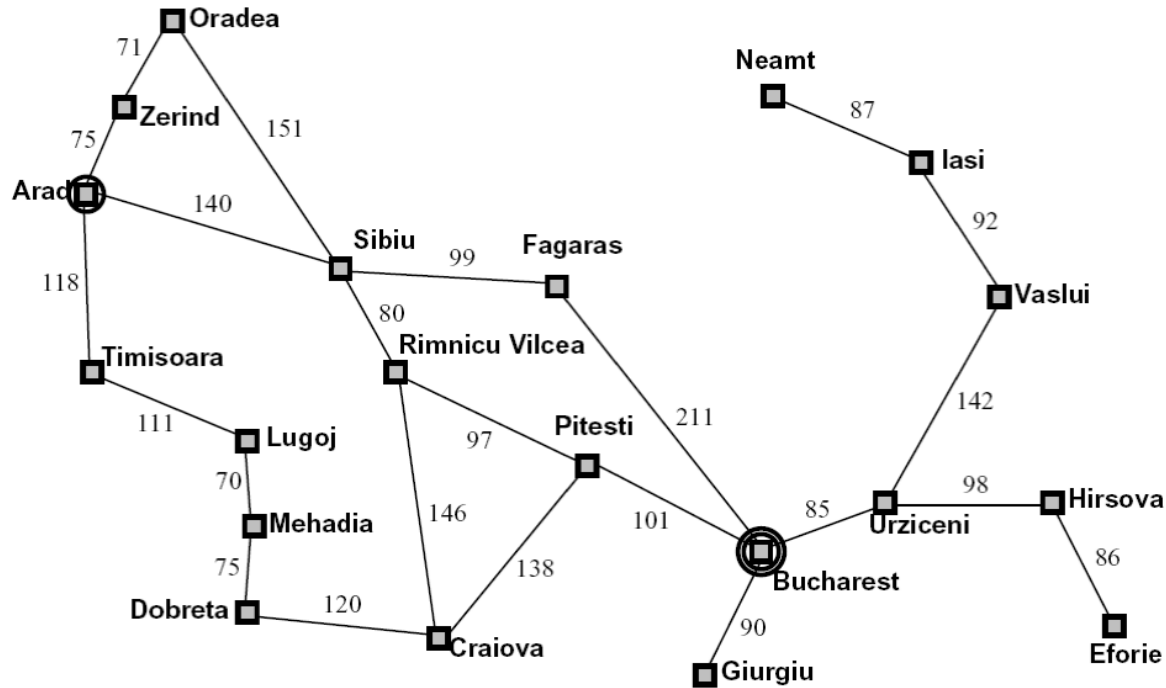 Oradea
71
Neamt
Zerind
87
75
151
Iasi
Arad
140
92
Sibiu
Fagaras
99
118
Vaslui
80
Timisoara
Rimnicu Vilcea
142
111
Lugoj
97
Pitesti
211
70
98
Hirsova
146
101
85
Urziceni
Mehadia
75
138
86
Bucharest
Dobreta
120
90
Craiova
Giurgiu
Eforie